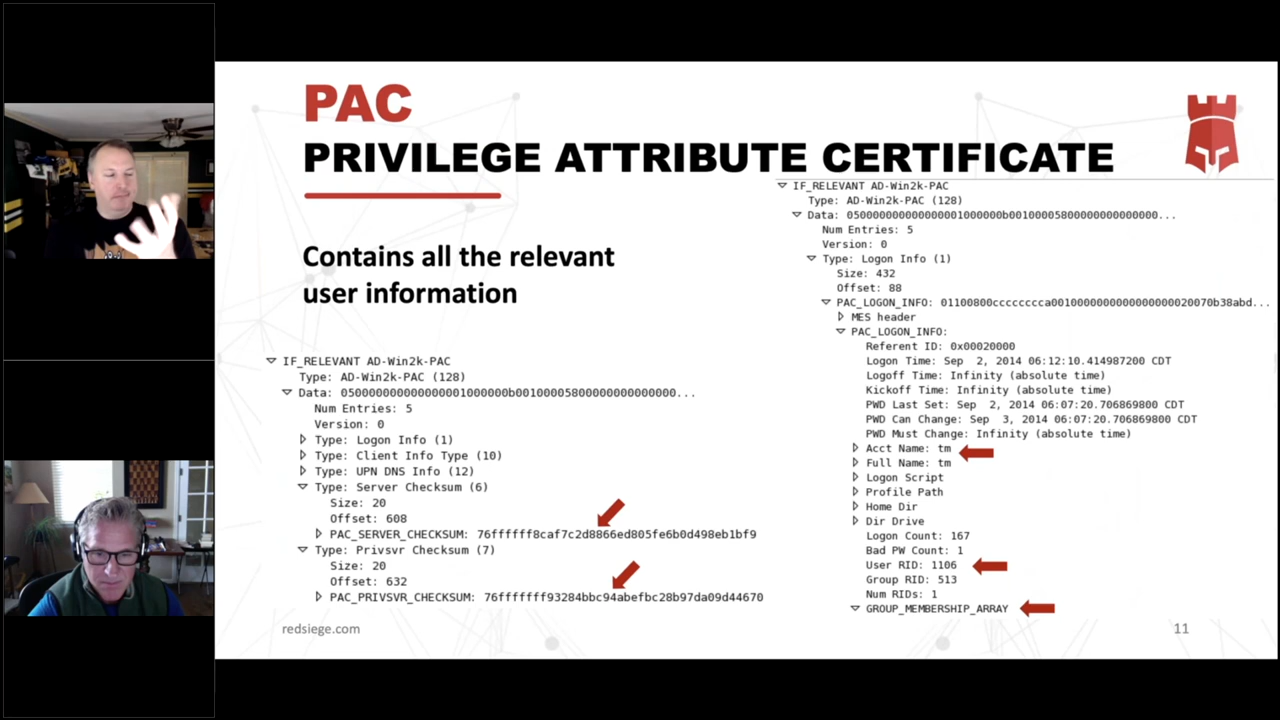 PAC
PRIVILEGE ATTRIBUTE CERTIFICATE
Contains all the relevant
user information
IF_RELEVANT AD-Win2k-PAC
Type: AD-Win2k-PAC (128)
Data: 050000000000000001000000b00100005800000000000000...
Num Entries: 5
Version: 0
Type: Logon Info (1)
Type: Client Info Type (10)
Type: UPN DNS Info (12)
Type: Server Checksum (6)
Size: 20
Offset: 608
PAC_SERVER_CHECKSUM: 76ffffff8caf7c2d8866ed805fe6b0d498eb1bf9
Type: Privsvr Checksum (7)
Size: 20
Offset: 632
PAC_PRIVSVR_CHECKSUM: 76fffffff93284bbc94abefbc28b97da09d44670
IF_RELEVANT AD-Win2k-PAC
Type: AD-Win2k-PAC (128)
Data: 050000000000000001000000b00100005800000000000000...
Num Entries: 5
Version: 0
Type: Logon Info (1)
Size: 432
Offset: 88
PAC_LOGON_INFO: 01100800cccccccca00100000000000000000020070b38abd...
MES header
PAC_LOGON_INFO:
Referent ID: 0x00020000
Logon Time: Sep 2, 2014 06:12:10.414987200 CDT
Logoff Time: Infinity (absolute time)
Kickoff Time: Infinity (absolute time)
PWD Last Set: Sep 2, 2014 06:07:20.706869800 CDT
PWD Can Change: Sep 3, 2014 06:07:20.706869800 CDT
PWD Must Change: Infinity (absolute time)
Acct Name: tm
Full Name: tm
Logon Script
Profile Path
Home Dir
Dir Drive
Logon Count: 167
Bad PW Count: 1
User RID: 1106
Group RID: 513
Num RIDs: 1
GROUP_MEMBERSHIP_ARRAY
redsiege.com
11